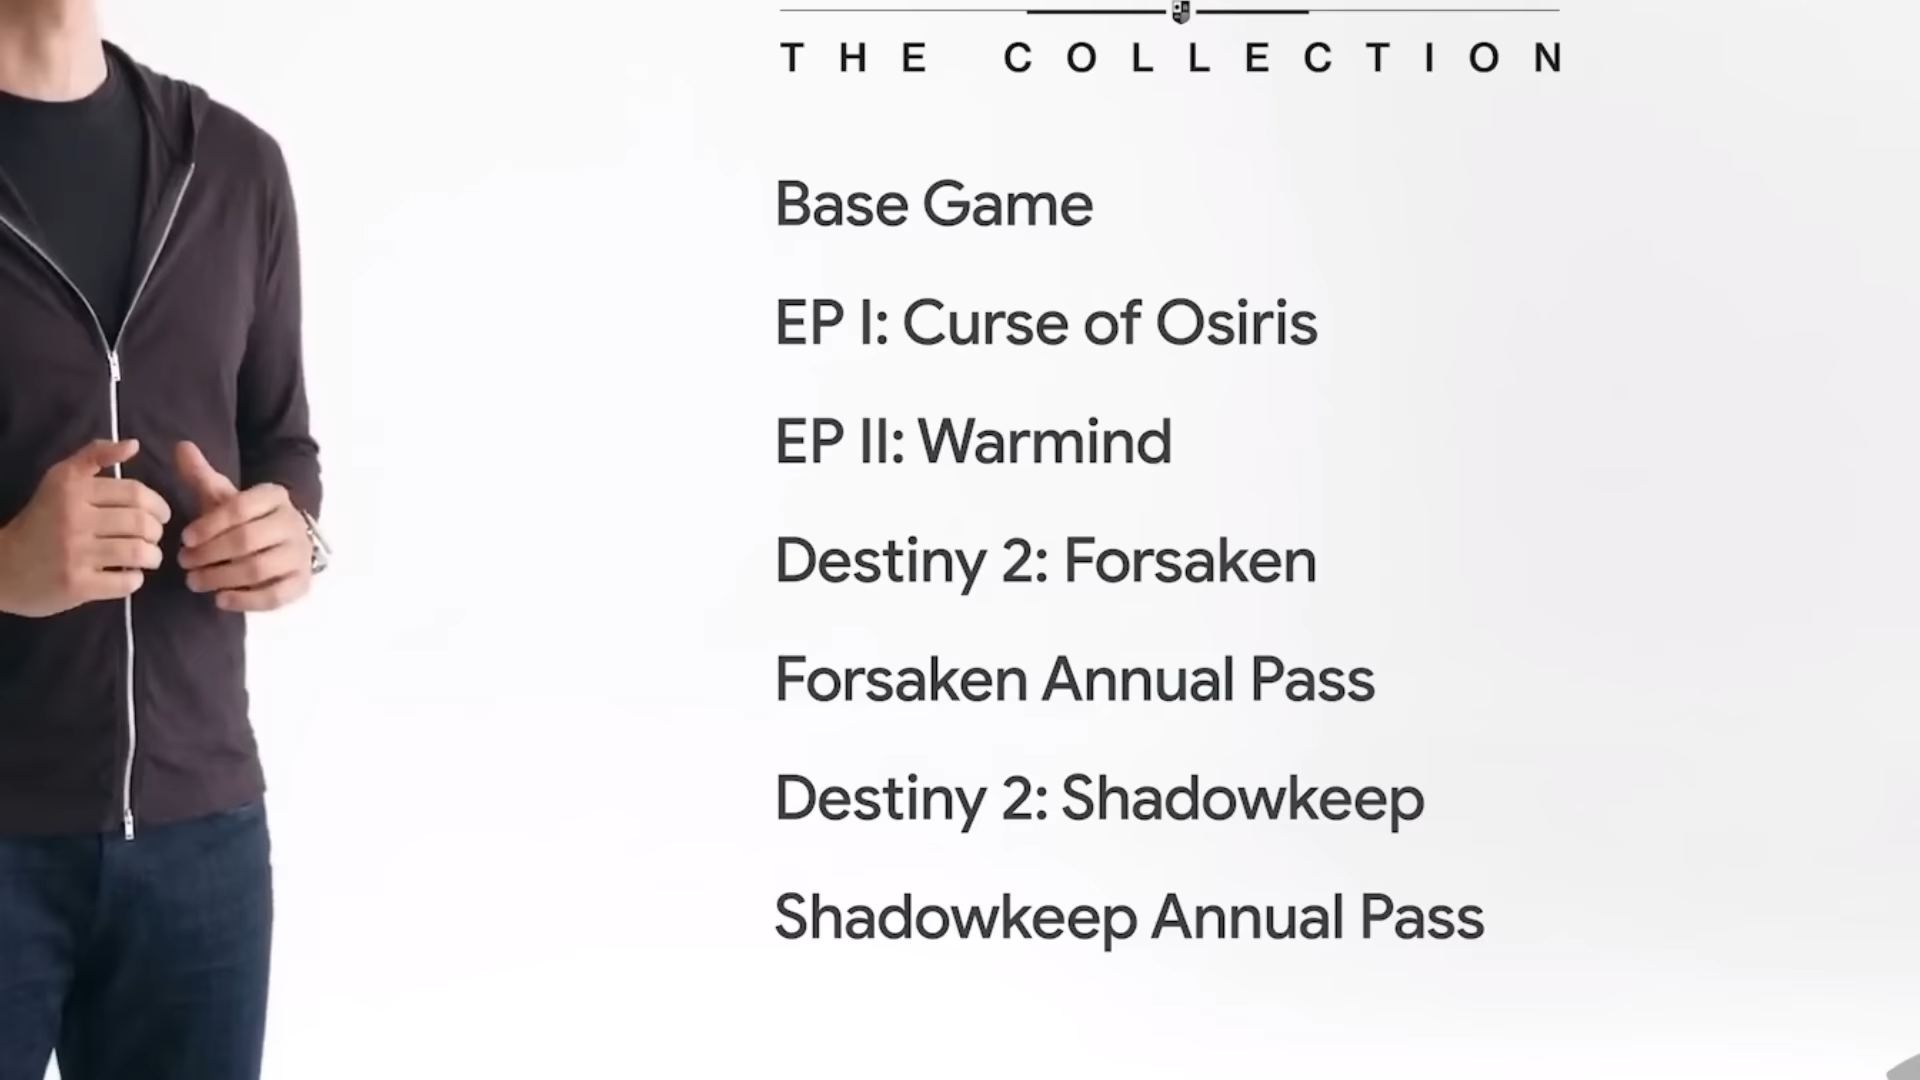 THE COLLECTION
Base Game
EP I: Curse of Osiris
EP II: Warmind
Destiny 2: Forsaken
Forsaken Annual Pass
Destiny 2: Shadowkeep
Shadowkeep Annual Pass